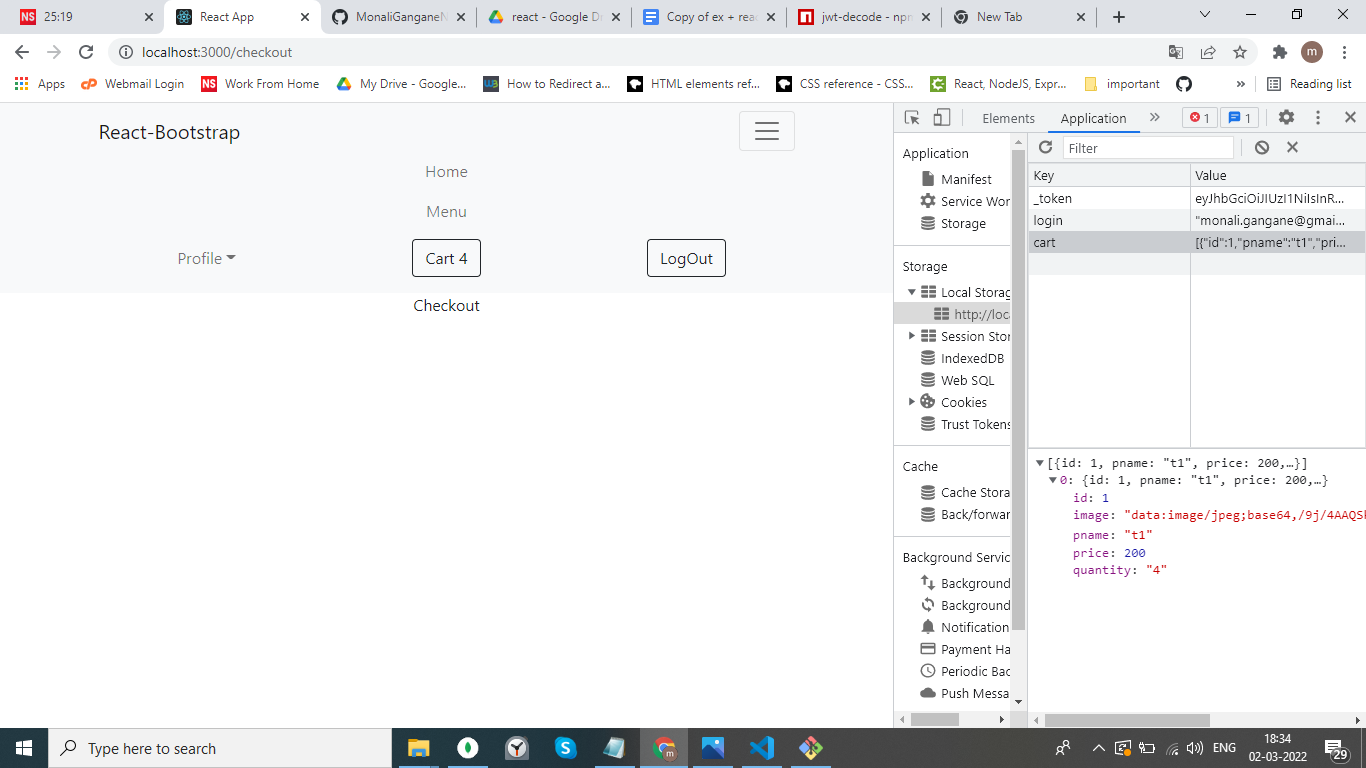 25:19
React App
MonaliGanganeN
react - Google Dr
Copy of ex + rea
jwt-decode - npm
New Tab
localhost:3000/checkout
m
Apps
Webmail Login
NS
Work From Home
My Drive - Google...
How to Redirect a...
HTML elements ref...
CSS reference - CSS...
React, NodeJS, Expr...
important
»
Reading list
React-Bootstrap
Home
Menu
Profile
Cart 4
LogOut
Checkout
Elements
Application
»
1
1
Application
Manifest
Service Wor
Storage
Storage
Local Storag
http://loca
Session Stor
IndexedDB
Web SQL
Cookies
Trust Tokens
Cache
Cache Stora
Back/forwar
Background Servic
Background
Background
Notification
Payment Ha
Periodic Bac
Push Messa
Filter
Key Value
_token eyJhbGciOiJIUzI1NiIsInR...
login "monali.gangane@gmai...
cart [{"id":1,"pname":"t1","pri...
[{id: 1, pname: "t1", price: 200,…}]
0: {id: 1, pname: "t1", price: 200,…}
id: 1
image: "data:image/jpeg;base64,/9j/4AAQSk
pname: "t1"
price: 200
quantity: "4"
Type here to search
ENG
18:34
02-03-2022
29